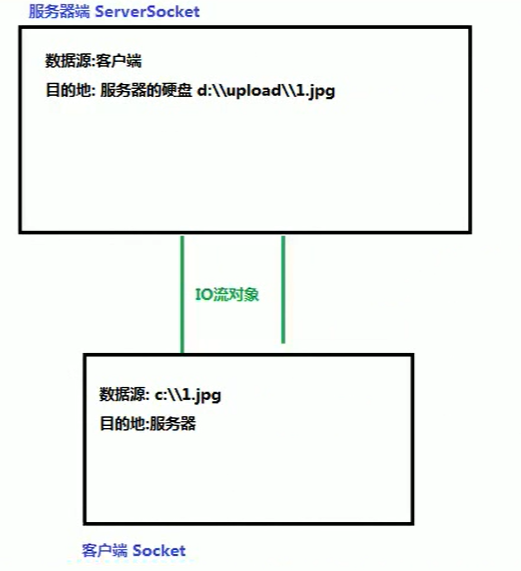 服务器端 ServerSocket
数据源:客户端
目的地: 服务器的硬盘 d:\\upload\\1.jpg
IO流对象
数据源: c:\\1.jpg
目的地:服务器
客户端 Socket